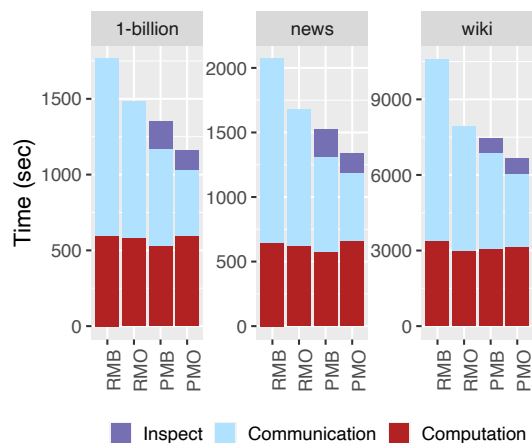 1-billion
news
wiki
Time (sec)
1500
1000
500
0
2000
1500
1000
500
0
9000
6000
3000
0
RMB RMO PMB PMO
RMB RMO PMB PMO
RMB RMO PMB PMO
Inspect Communication Computation